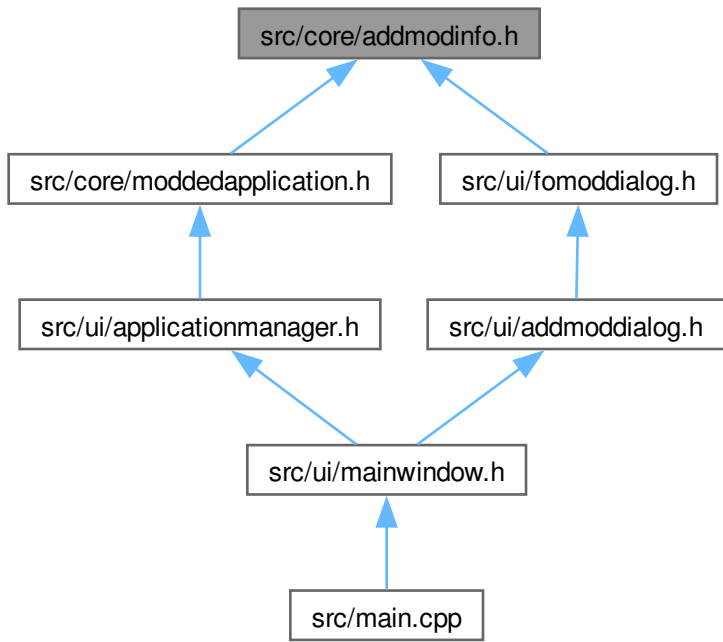 src/core/addmodinfo.h
src/core/moddedapplication.h
src/ui/fomoddialog.h
src/ui/applicationmanager.h
src/ui/addmoddialog.h
src/ui/mainwindow.h
src/main.cpp